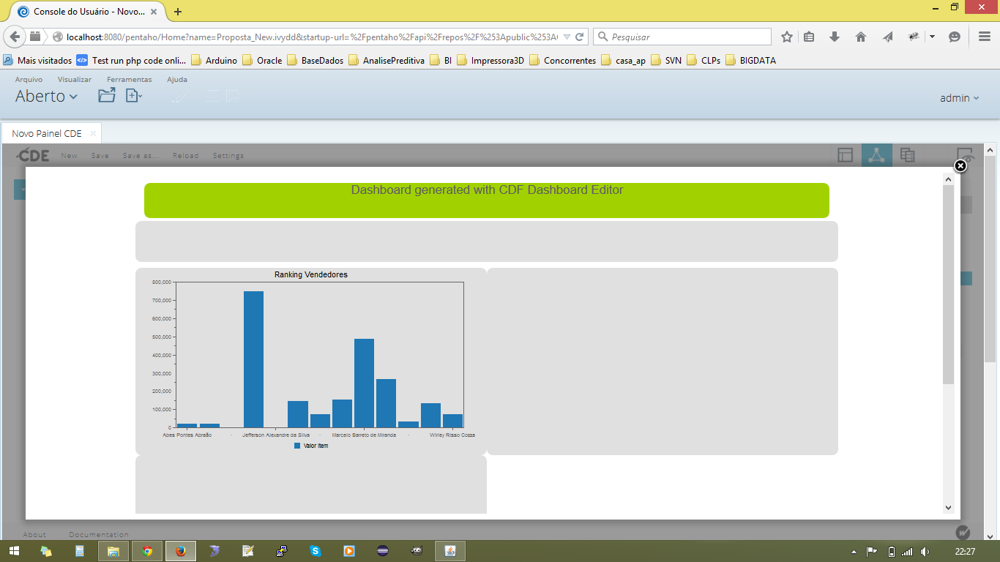 Console do Usuário - Novo...
localhost:8080/pentaho/Home?name=Proposta_New.ivydd&startup-url=%2Fpentaho%2Fapi%2Frepos%2F%253Apublic%253A
Pesquisar
Mais visitados Test run php code onli... Arduino Oracle BaseDados AnalisePreditiva BI Impressora3D Concorrentes casa_ap SVN CLPs BIGDATA
Arquivo Visualizar Ferramentas Ajuda
Aberto
admin
Novo Painel CDE
CDE New Save Save as... Reload Settings
Dashboard generated with CDF Dashboard Editor
Ranking Vendedores
800,000
700,000
600,000
500,000
400,000
300,000
200,000
100,000
0
Abes Pontes Abraão . Jefferson Alexandre da Silva . Marcelo Barreto de Miranda . Wirley Risso Cozza
Valor Item
About Documentation
22:27